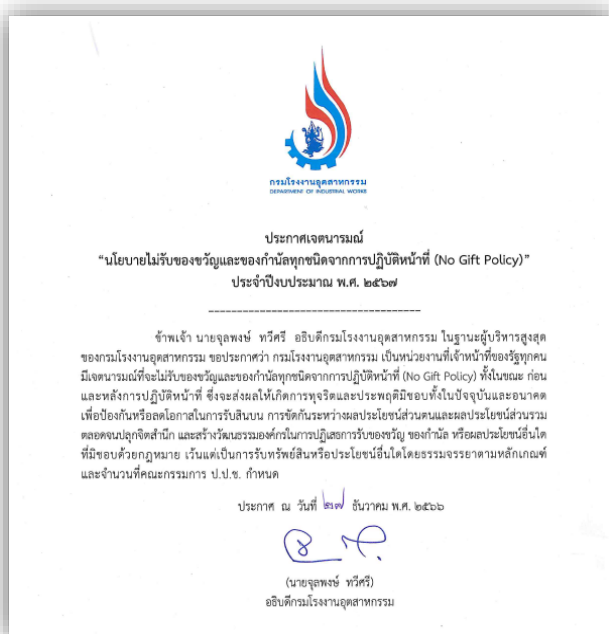 กรมโรงงานอุตสาหกรรม
DEPARTMENT OF INDUSTRIAL WORKS
ประกาศเจตนารมณ์
“นโยบายไม่รับของขวัญและของกำนัลทุกชนิดจากการปฏิบัติหน้าที่ (No Gift Policy)”
ประจำปีงบประมาณ พ.ศ. ๒๕๖๗
ข้าพเจ้า นายจุลพงษ์ ทวีศรี อธิบดีกรมโรงงานอุตสาหกรรม ในฐานะผู้บริหารสูงสุด
ของกรมโรงงานอุตสาหกรรม ขอประกาศว่า กรมโรงงานอุตสาหกรรม เป็นหน่วยงานที่เจ้าหน้าที่ของรัฐทุกคน
มีเจตนารมณ์ที่จะไม่รับของขวัญและของกำนัลทุกชนิดจากการปฏิบัติหน้าที่ (No Gift Policy) ทั้งในขณะ ก่อน
และหลังการปฏิบัติหน้าที่ ซึ่งจะส่งผลให้เกิดการทุจริตและประพฤติมิชอบทั้งในปัจจุบันและอนาคต
เพื่อป้องกันหรือลดโอกาสในการรับสินบน การขัดกันระหว่างผลประโยชน์ส่วนตนและผลประโยชน์ส่วนรวม
ตลอดจนปลุกจิตสำนึก และสร้างวัฒนธรรมองค์กรในการปฏิเสธการรับของขวัญ ของกำนัล หรือผลประโยชน์อื่นใด
ที่มิชอบด้วยกฎหมาย เว้นแต่เป็นการรับทรัพย์สินหรือประโยชน์อื่นใดโดยธรรมจรรยาตามหลักเกณฑ์
และจำนวนที่คณะกรรมการ ป.ป.ช. กำหนด
ประกาศ ณ วันที่ ๒๗ ธันวาคม พ.ศ. ๒๕๖๖
(นายจุลพงษ์ ทวีศรี)
อธิบดีกรมโรงงานอุตสาหกรรม